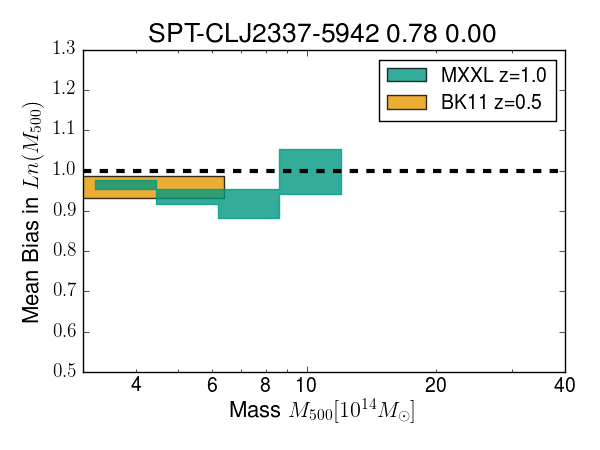 SPT-CLJ2337-5942 0.78 0.00
MXXL z=1.0
BK11 z=0.5
Mean Bias in Ln(M500)
1.3
1.2
1.1
1.0
0.9
0.8
0.7
0.6
0.5
4 6 8 10 20 40
Mass M500[10^14 M⊙]